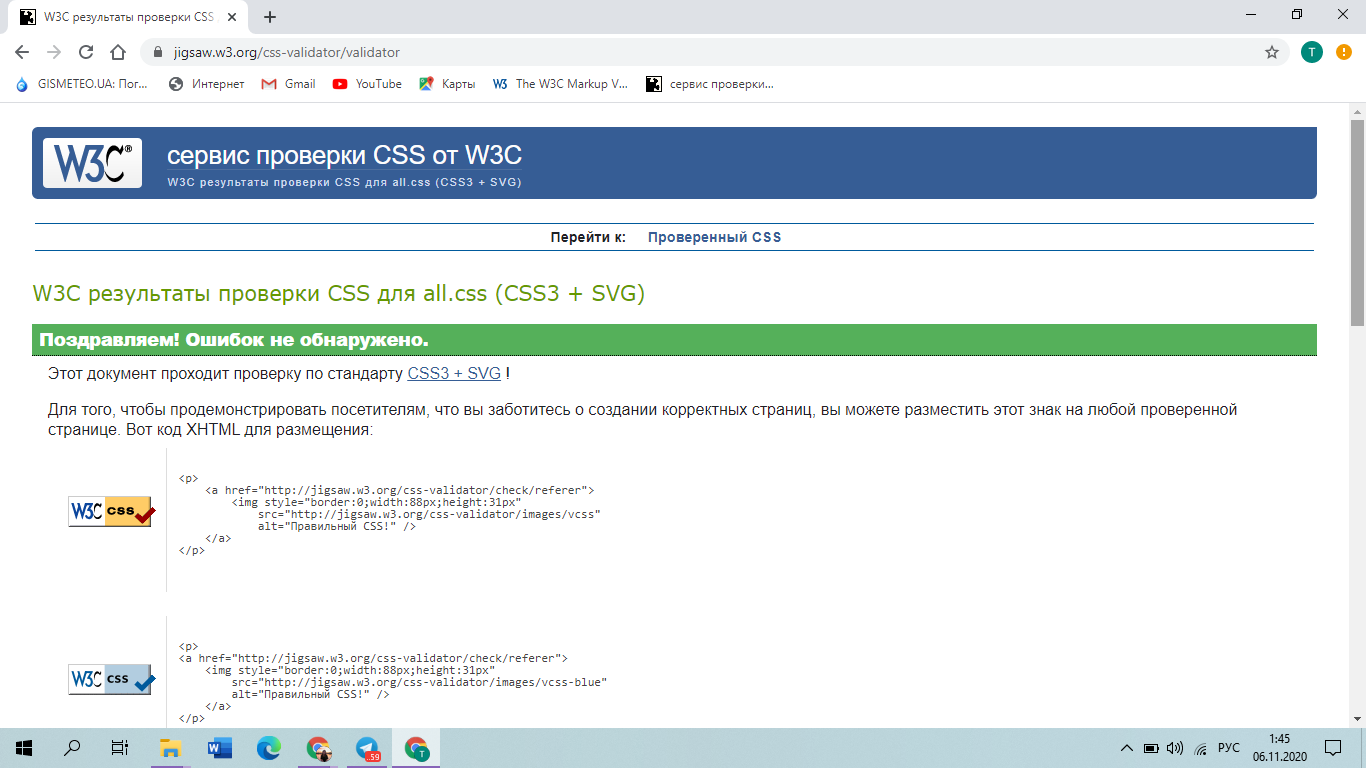 W3C результаты проверки CSS
jigsaw.w3.org/css-validator/validator
T
GISMETEO.UA: Пог...
Интернет
Gmail
YouTube
Карты
W3 The W3C Markup V...
сервис проверки...
W3C®
сервис проверки CSS от W3C
W3C результаты проверки CSS для all.css (CSS3 + SVG)
Перейти к: Проверенный CSS
W3C результаты проверки CSS для all.css (CSS3 + SVG)
Поздравляем! Ошибок не обнаружено.
Этот документ проходит проверку по стандарту CSS3 + SVG !
Для того, чтобы продемонстрировать посетителям, что вы заботитесь о создании корректных страниц, вы можете разместить этот знак на любой проверенной
странице. Вот код XHTML для размещения:
W3C css
<p>
<a href="http://jigsaw.w3.org/css-validator/check/referer">
<img style="border:0;width:88px;height:31px"
src="http://jigsaw.w3.org/css-validator/images/vcss"
alt="Правильный CSS!" />
</a>
</p>
W3C css
<p>
<a href="http://jigsaw.w3.org/css-validator/check/referer">
<img style="border:0;width:88px;height:31px"
src="http://jigsaw.w3.org/css-validator/images/vcss-blue"
alt="Правильный CSS!" />
</a>
</p>
W
59
T
РУС
1:45
06.11.2020